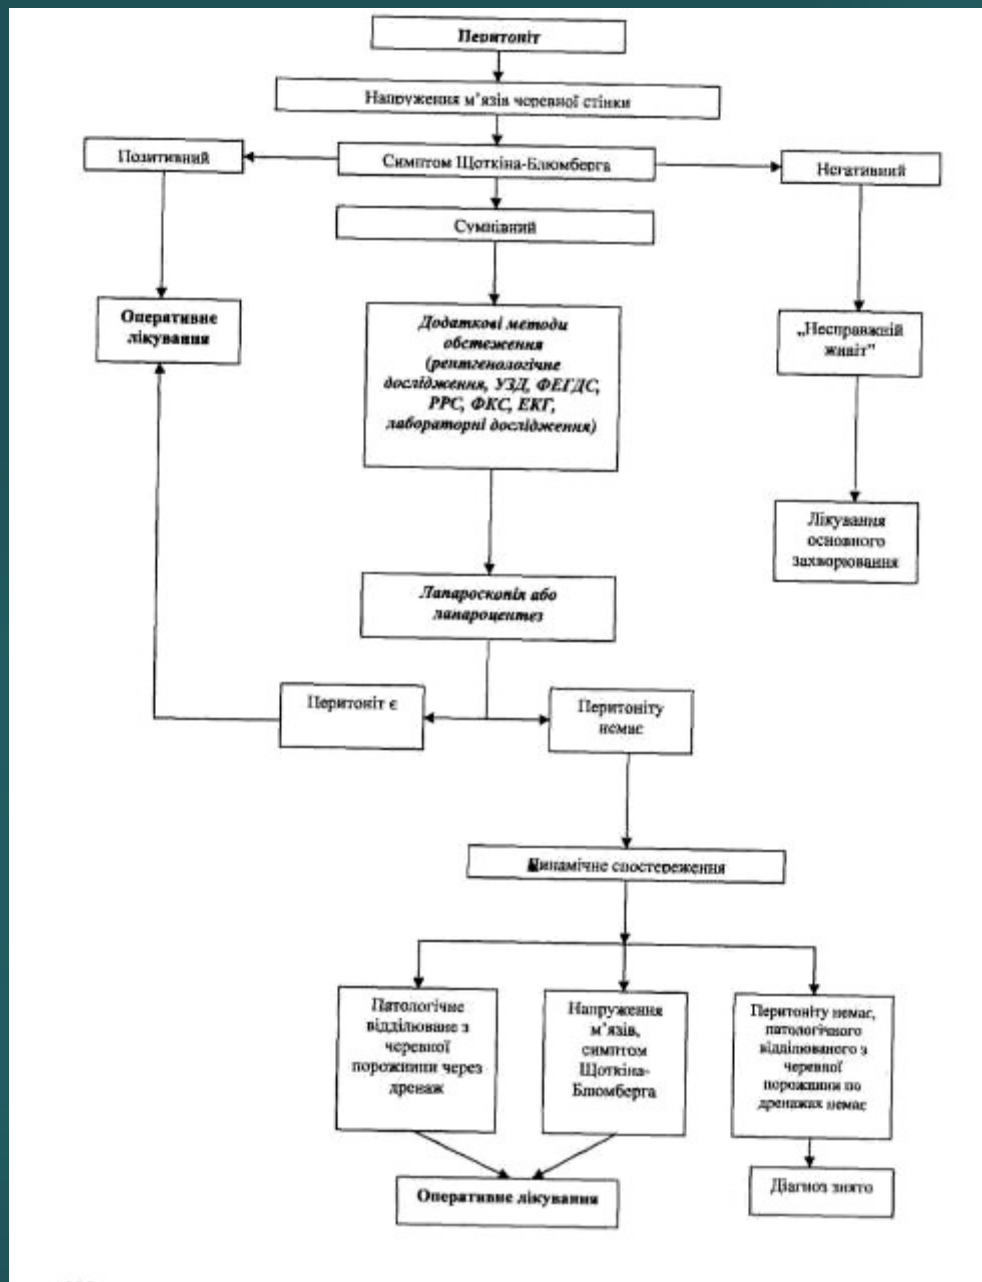 Перитоніт
Напруження м’язів черевної стінки
Позитивний
Симптом Щоткіна-Блюмберга
Негативний
Сумнівний
Оперативне
лікування
Додаткові методи
обстеження
(рентгенологічне
дослідження, УЗД, ФЕГДС,
РРС, ФКС, ЕКГ,
лабораторні дослідження)
„Несправжній
живіт”
Лікування
основного
захворювання
Лапароскопія або
лапароцентез
Перитоніт є
Перитоніту
немає
Динамічне спостереження
Патологічне
відділюване з
черевної
порожнини через
дренаж
Напруження
м’язів,
симптом
Щоткіна-
Блюмберга
Перитоніту немає,
патологічного
відділюваного з
черевної
порожнини по
дренажах немає
Оперативне лікування
Діагноз знято